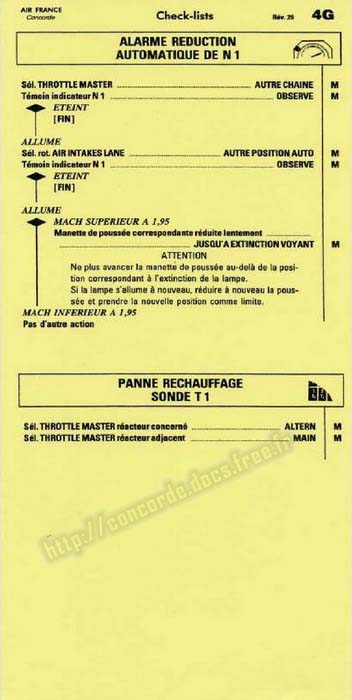 AIR FRANCE
Concorde
Check-lists
Rév. 29
4G
ALARME REDUCTION
AUTOMATIQUE DE N 1
Sél. THROTTLE MASTER AUTRE CHAINE M
Témoin indicateur N 1 OBSERVE M
ETEINT
[FIN]
ALLUME
Sél. rot. AIR INTAKES LANE AUTRE POSITION AUTO M
Témoin indicateur N 1 OBSERVE M
ETEINT
[FIN]
ALLUME
MACH SUPERIEUR A 1,95
Manette de poussée correspondante réduite lentement
JUSQU'A EXTINCTION VOYANT M
ATTENTION
Ne plus avancer la manette de poussée au-delà de la posi-
tion correspondant à l'extinction de la lampe.
Si la lampe s'allume à nouveau, réduire à nouveau la pous-
sée et prendre la nouvelle position comme limite.
MACH INFERIEUR A 1,95
Pas d'autre action
PANNE RECHAUFFAGE
SONDE T 1
Sél. THROTTLE MASTER réacteur concerné ALTERN M
Sél. THROTTLE MASTER réacteur adjacent MAIN M
http://concorde.docs.free.fr